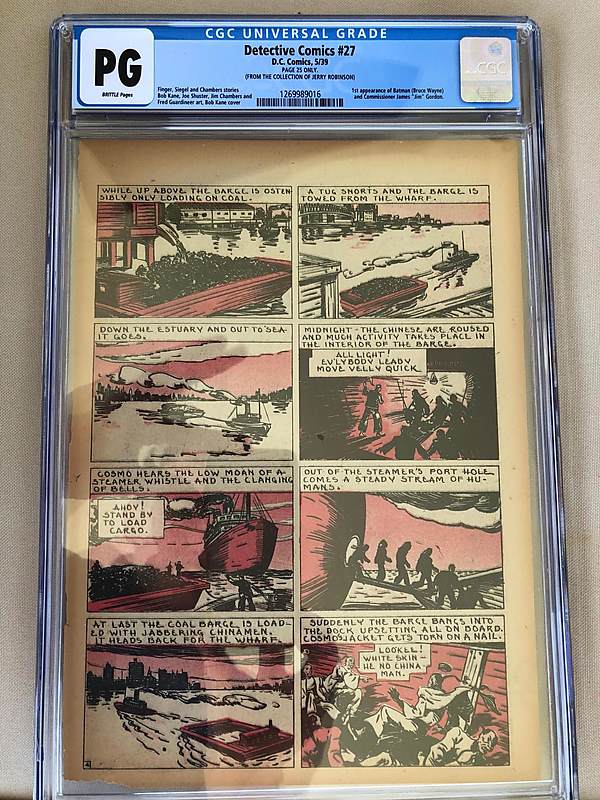 CGC UNIVERSAL GRADE
PG
BRITTLE Pages
Detective Comics #27
D.C. Comics, 5/39
PAGE 25 ONLY.
(FROM THE COLLECTION OF JERRY ROBINSON)
Finger, Siegel and Chambers stories
Bob Kane, Joe Shuster, Jim Chambers and
Fred Guardineer art, Bob Kane cover
1269989016
1st appearance of Batman (Bruce Wayne)
and Commissioner James "Jim" Gordon.
CGC
WHILE UP ABOVE THE BARGE IS OSTEN-
SIBLY ONLY LOADING ON COAL.
A TUG SNORTS AND THE BARGE IS
TOWED FROM THE WHARF.
DOWN THE ESTUARY AND OUT TO SEA
IT GOES.
MIDNIGHT - THE CHINESE ARE ROUSED
AND MUCH ACTIVITY TAKES PLACE IN
THE INTERIOR OF THE BARGE.
ALL LIGHT!
EV'LYBODY LEADY
MOVE VELLY QUICK
COSMO HEARS THE LOW MOAN OF A
STEAMER WHISTLE AND THE CLANGING
OF BELLS.
AHOY!
STAND BY
TO LOAD
CARGO.
OUT OF THE STEAMER'S PORT HOLE
COMES A STEADY STREAM OF HU-
MANS.
AT LAST THE COAL BARGE IS LOAD-
ED WITH JABBERING CHINAMEN.
IT HEADS BACK FOR THE WHARF.
SUDDENLY THE BARGE BANGS INTO
THE DOCK, UPSETTING ALL ON BOARD.
COSMO'S JACKET GETS TORN ON A NAIL.
LOOKEE!
WHITE SKIN -
HE NO CHINA-
MAN.
4